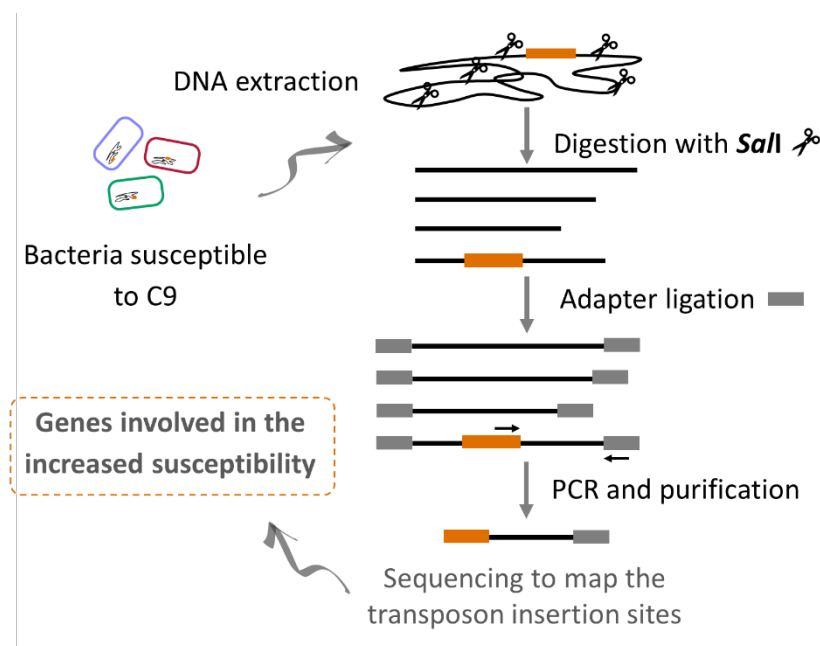 DNA extraction
Digestion with SalI
Bacteria susceptible
to C9
Adapter ligation
Genes involved in the
increased susceptibility
PCR and purification
Sequencing to map the
transposon insertion sites